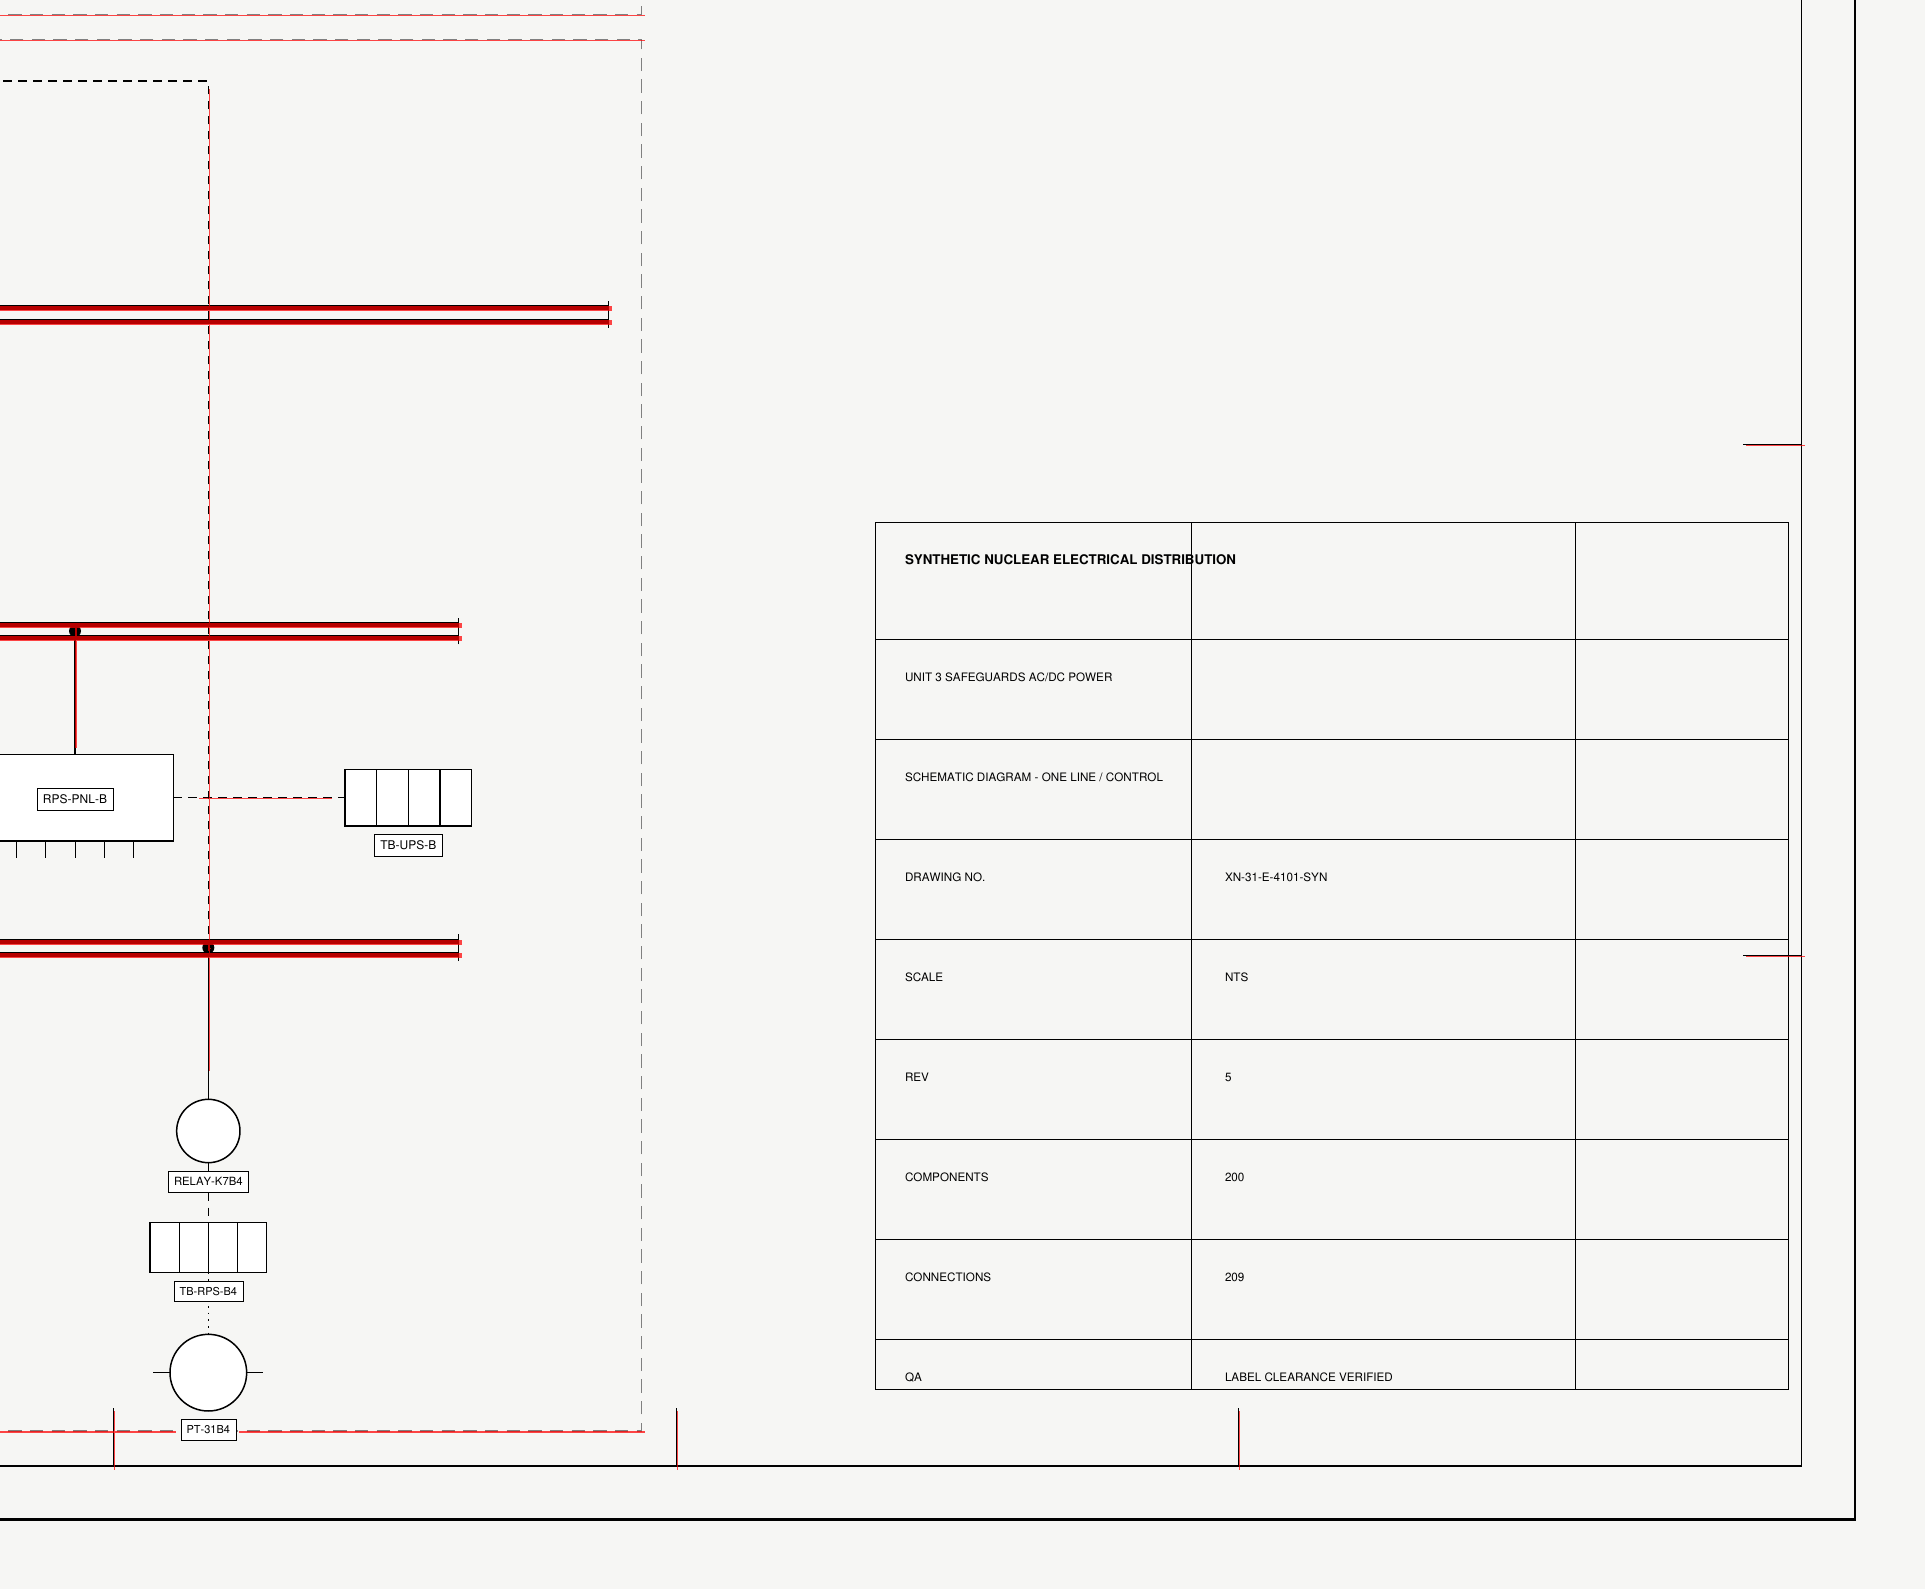 SYNTHETIC NUCLEAR ELECTRICAL DISTRIBUTION
UNIT 3 SAFEGUARDS AC/DC POWER
SCHEMATIC DIAGRAM - ONE LINE / CONTROL
RPS-PNL-B
TB-UPS-B
DRAWING NO. XN-31-E-4101-SYN
SCALE NTS
REV 5
RELAY-K7B4
COMPONENTS 200
TB-RPS-B4
CONNECTIONS 209
QA LABEL CLEARANCE VERIFIED
PT-31B4